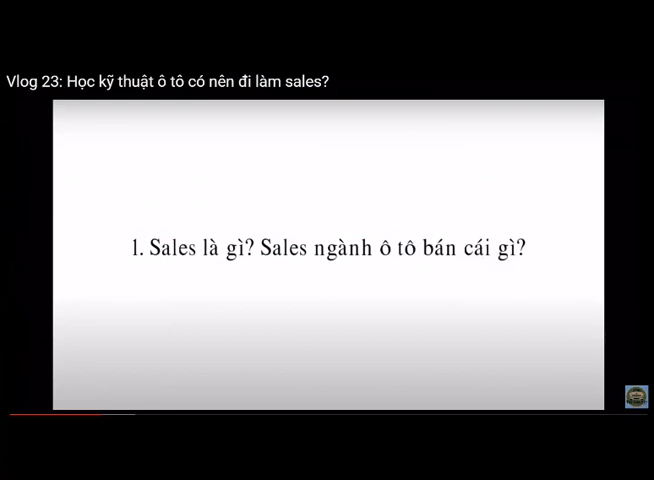 Vlog 23: Học kỹ thuật ô tô có nên đi làm sales?
1. Sales là gì? Sales ngành ô tô bán cái gì?